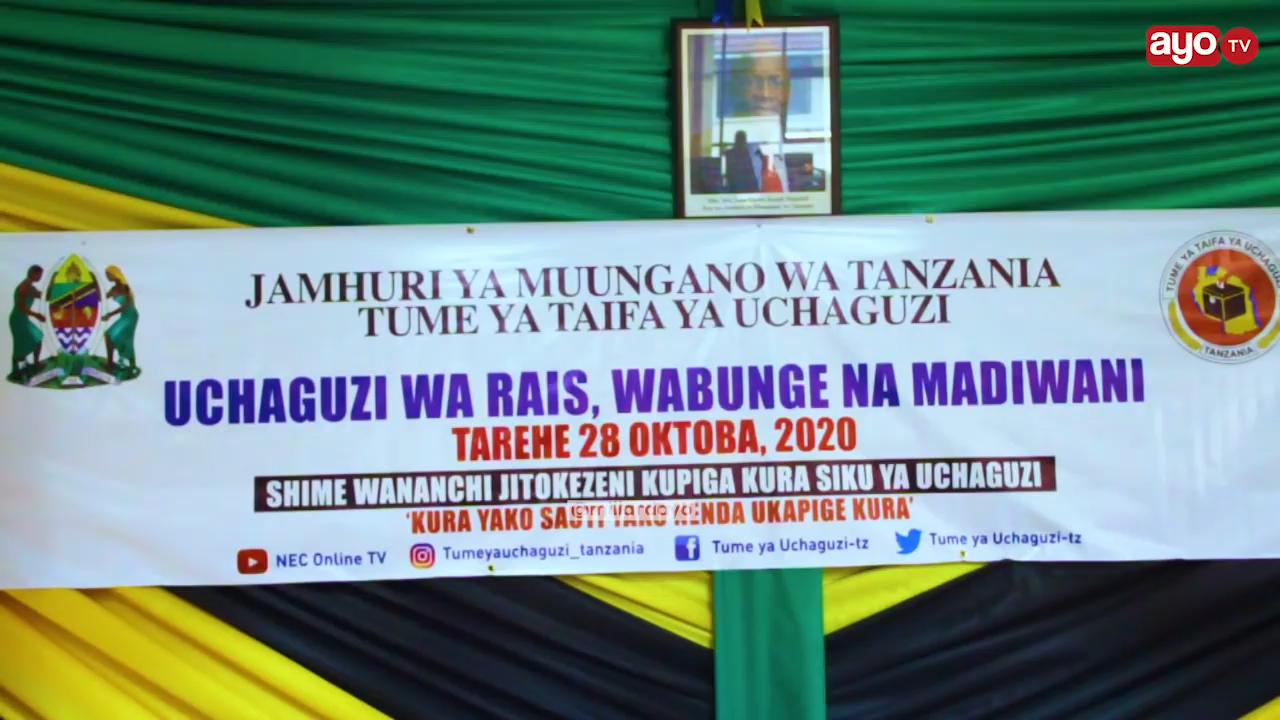 ayo TV
JAMHURI YA MUUNGANO WA TANZANIA
TUME YA TAIFA YA UCHAGUZI
TUME YA TAIFA YA UCHAGUZI
TANZANIA
UCHAGUZI WA RAIS, WABUNGE NA MADIWANI
TAREHE 28 OKTOBA, 2020
SHIME WANANCHI JITOKEZENI KUPIGA KURA SIKU YA UCHAGUZI
'KURA YAKO SAUTI YAKO NENDA UKAPIGE KURA'
NEC Online TV Tumeyauchaguzi_tanzania Tume ya Uchaguzi-tz Tume ya Uchaguzi-tz